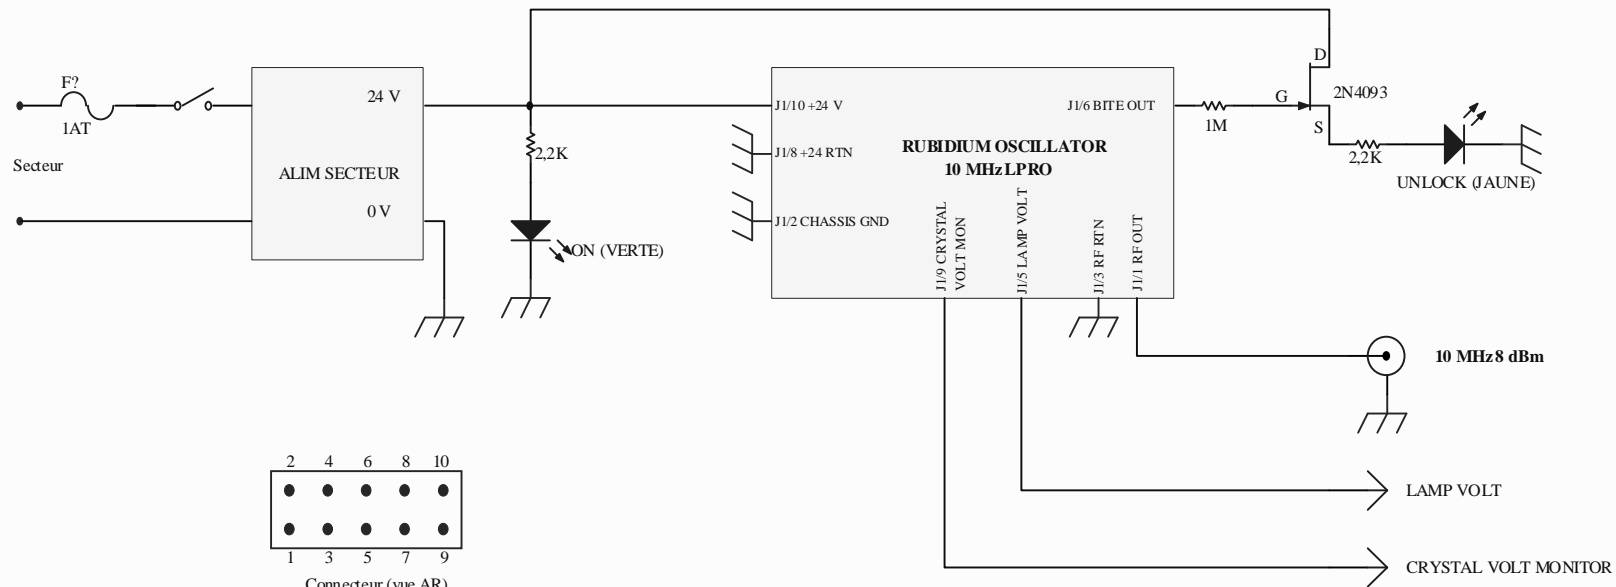 F?
1AT
Secteur
24 V
ALIM SECTEUR
0 V
2,2K
ON (VERTE)
J1/10 +24 V
J1/8 +24 RTN
J1/2 CHASSIS GND
J1/6 BITE OUT
RUBIDIUM OSCILLATOR
10 MHz LPRO
J1/9 CRYSTAL
VOLT MON
J1/5 LAMP VOLT
J1/3 RF RTN
J1/1 RF OUT
1M
G
D
S
2N4093
2,2K
UNLOCK (JAUNE)
10 MHz 8 dBm
LAMP VOLT
CRYSTAL VOLT MONITOR
2 4 6 8 10
1 3 5 7 9
Connecteur (vue AR)